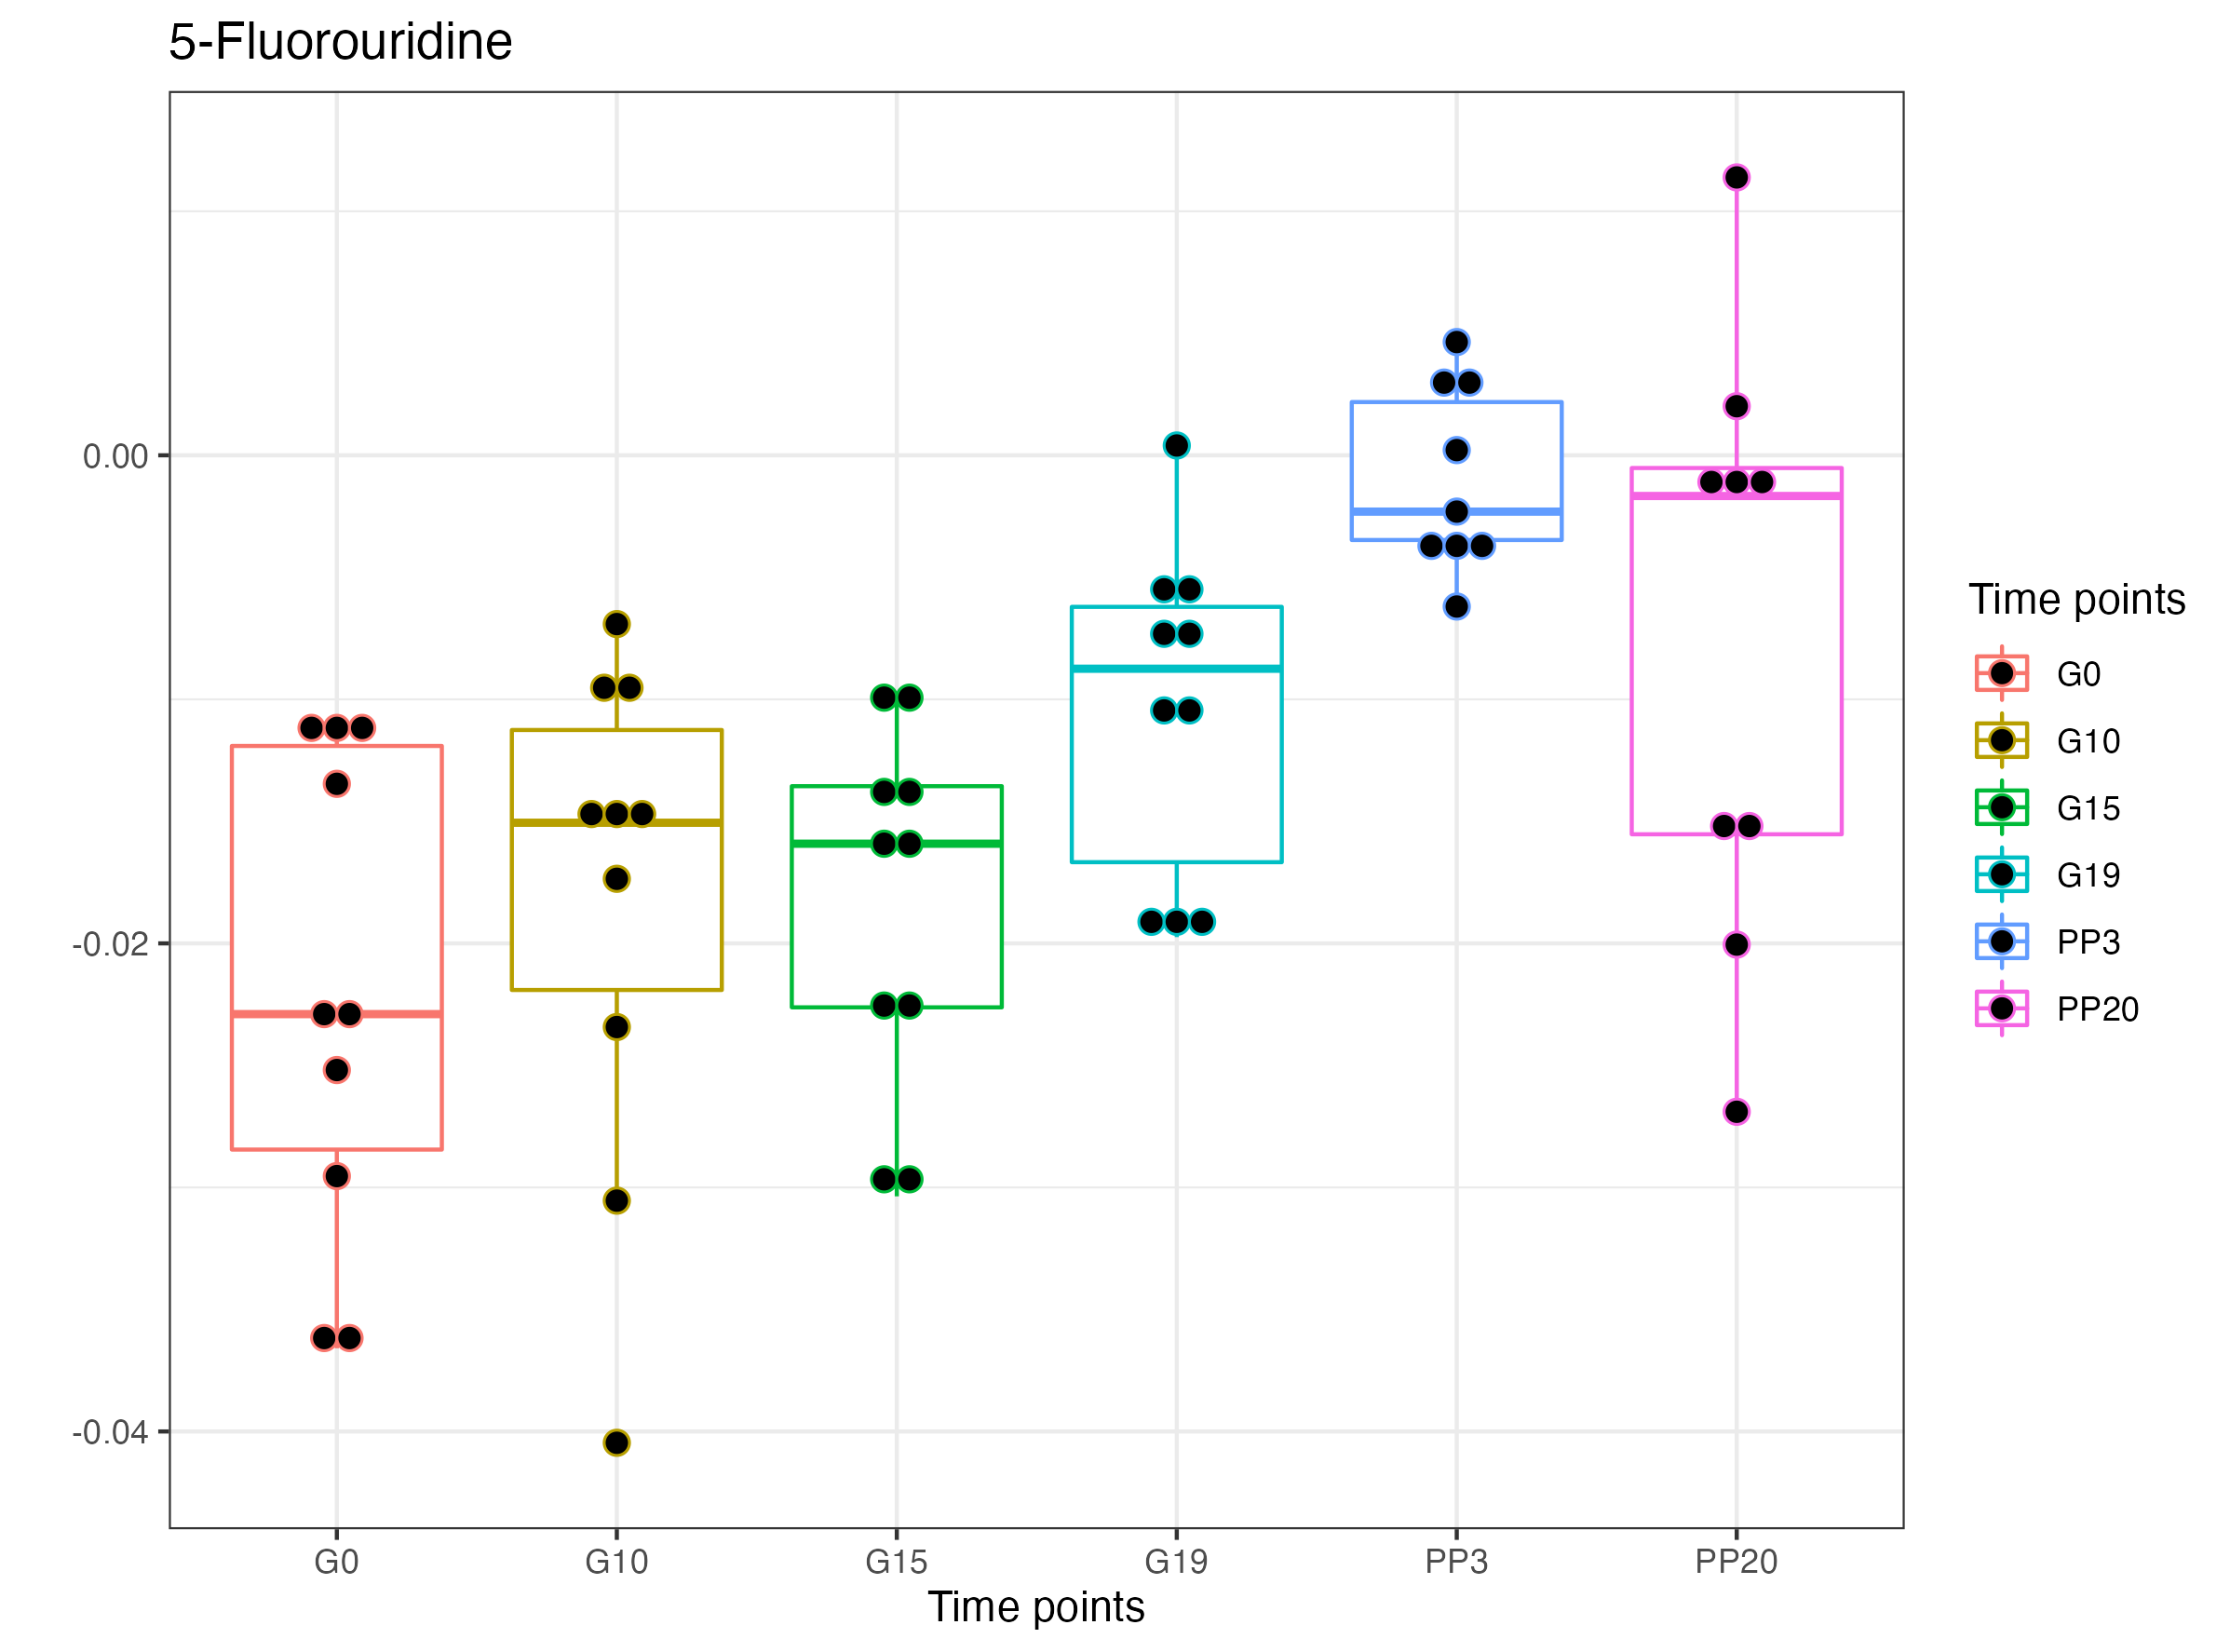 5-Fluorouridine
0.00
-0.02
-0.04
G0 G10 G15 G19 PP3 PP20
Time points
Time points
G0
G10
G15
G19
PP3
PP20